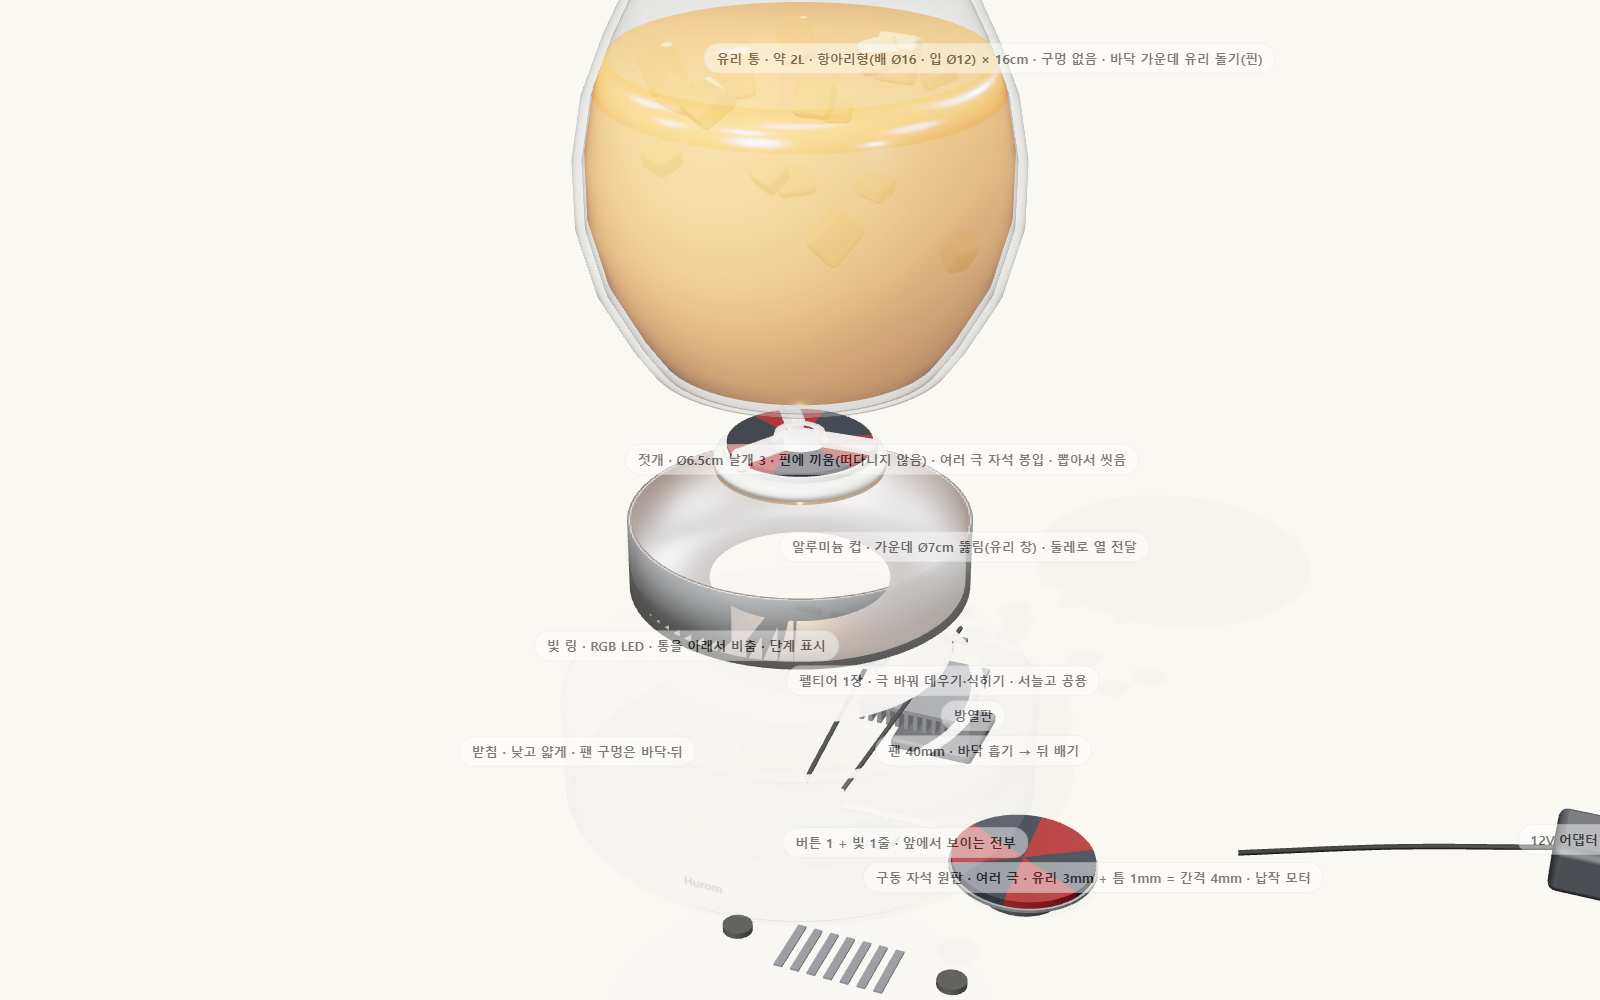 유리 통 · 약 2L · 항아리형(배 Ø16 · 입 Ø12) × 16cm · 구멍 없음 · 바닥 가운데 유리 돌기(핀)
젓개 · Ø6.5cm 날개 3 · 핀에 끼움(떠다니지 않음) · 여러 극 자석 봉입 · 뽑아서 씻음
알루미늄 컵 · 가운데 Ø7cm 뚫림(유리 창) · 둘레로 열 전달
빛 링 · RGB LED · 통을 아래서 비춤 · 단계 표시
펠티어 1장 · 극 바꿔 데우기·식히기 · 서늘고 공용
방열판
받침 · 낮고 얇게 · 팬 구멍은 바닥·뒤
팬 40mm · 바닥 흡기 → 뒤 배기
버튼 1 + 빛 1줄 · 앞에서 보이는 전부
12V 어댑터
구동 자석 원판 · 여러 극 · 유리 3mm + 틈 1mm = 간격 4mm · 납작 모터
Hurom